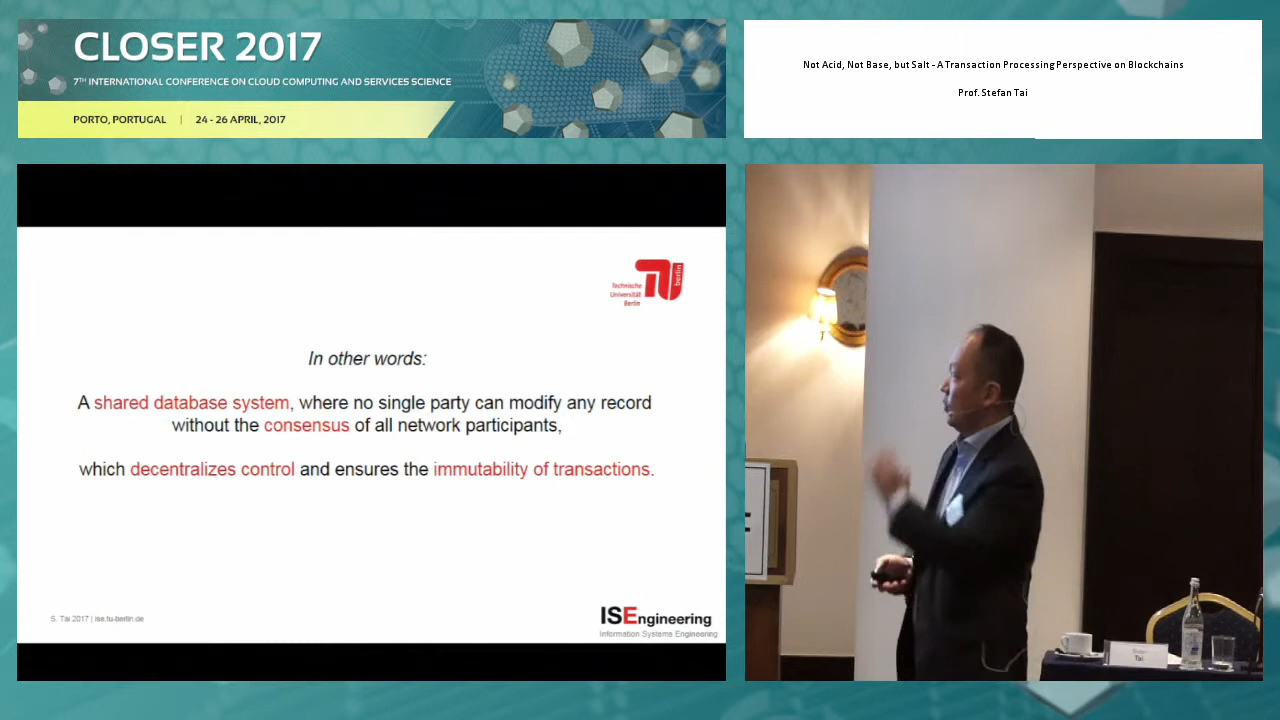 CLOSER 2017
7TH INTERNATIONAL CONFERENCE ON CLOUD COMPUTING AND SERVICES SCIENCE
PORTO, PORTUGAL | 24 - 26 APRIL, 2017
Not Acid, Not Base, but Salt - A Transaction Processing Perspective on Blockchains
Prof. Stefan Tai
Technische
Universität
Berlin
berlin
In other words:
A shared database system, where no single party can modify any record
without the consensus of all network participants,
which decentralizes control and ensures the immutability of transactions.
S. Tai 2017 | ise.tu-berlin.de
ISEngineering
Information Systems Engineering
Tai